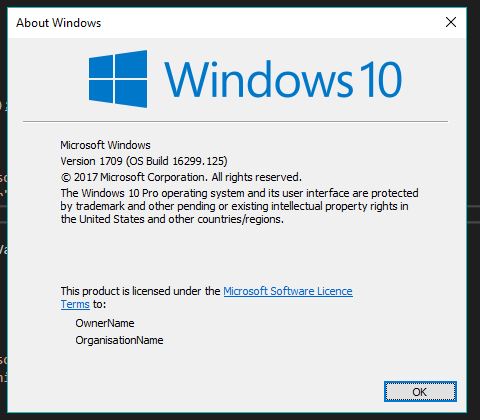 About Windows
Windows 10
Microsoft Windows
Version 1709 (OS Build 16299.125)
© 2017 Microsoft Corporation. All rights reserved.
The Windows 10 Pro operating system and its user interface are protected
by trademark and other pending or existing intellectual property rights in
the United States and other countries/regions.
This product is licensed under the Microsoft Software Licence
Terms to:
OwnerName
OrganisationName
OK